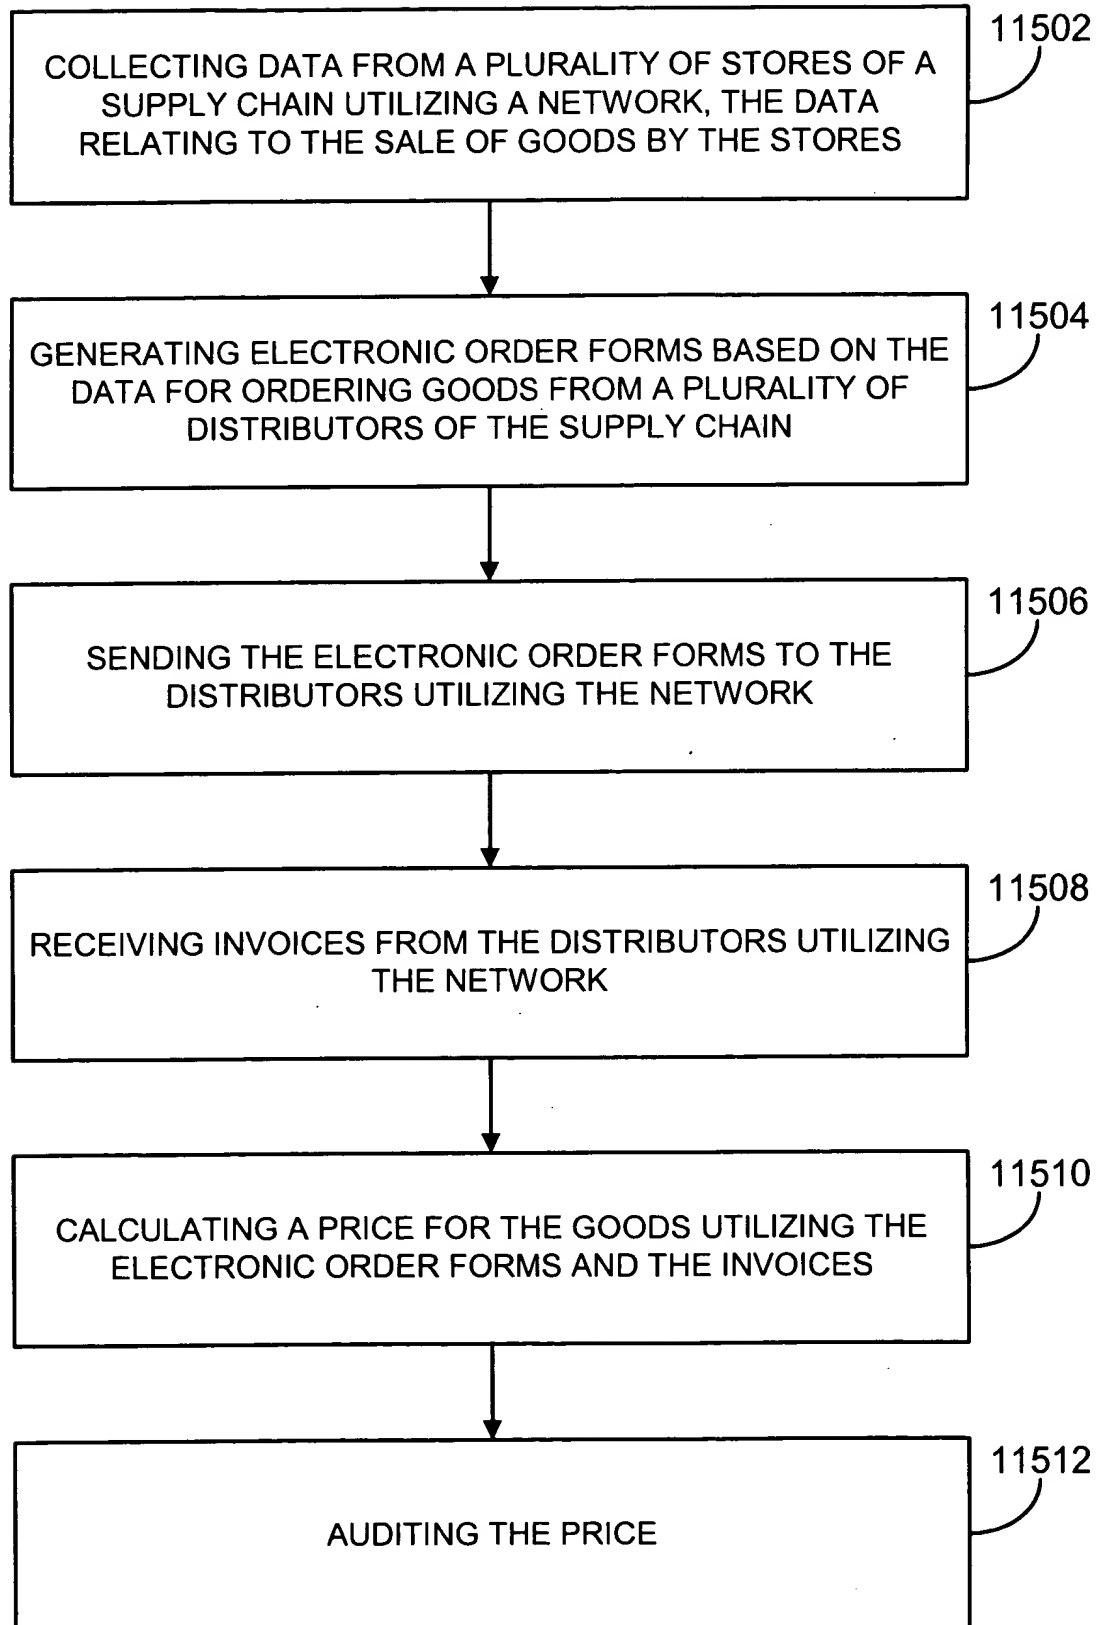 11502
COLLECTING DATA FROM A PLURALITY OF STORES OF A
SUPPLY CHAIN UTILIZING A NETWORK, THE DATA
RELATING TO THE SALE OF GOODS BY THE STORES
11504
GENERATING ELECTRONIC ORDER FORMS BASED ON THE
DATA FOR ORDERING GOODS FROM A PLURALITY OF
DISTRIBUTORS OF THE SUPPLY CHAIN
11506
SENDING THE ELECTRONIC ORDER FORMS TO THE
DISTRIBUTORS UTILIZING THE NETWORK
11508
RECEIVING INVOICES FROM THE DISTRIBUTORS UTILIZING
THE NETWORK
11510
CALCULATING A PRICE FOR THE GOODS UTILIZING THE
ELECTRONIC ORDER FORMS AND THE INVOICES
11512
AUDITING THE PRICE